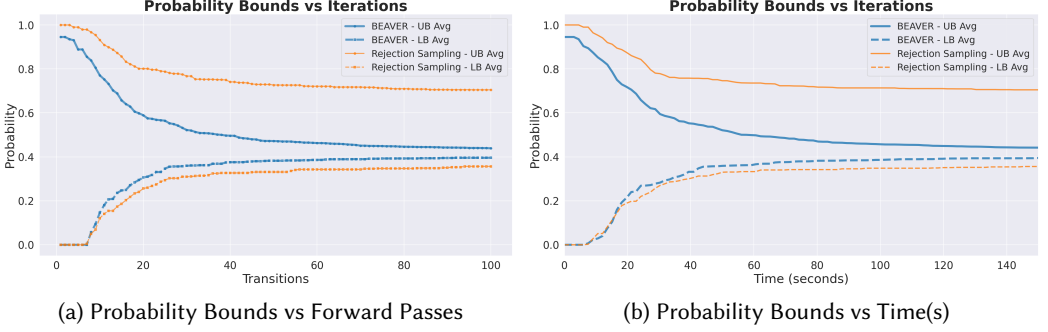 Probability Bounds vs Iterations
BEAVER - UB Avg
BEAVER - LB Avg
Rejection Sampling - UB Avg
Rejection Sampling - LB Avg
1.0
0.8
0.6
0.4
0.2
0.0
Probability
0 20 40 60 80 100
Transitions
(a) Probability Bounds vs Forward Passes
Probability Bounds vs Iterations
BEAVER - UB Avg
BEAVER - LB Avg
Rejection Sampling - UB Avg
Rejection Sampling - LB Avg
1.0
0.8
0.6
0.4
0.2
0.0
Probability
0 20 40 60 80 100 120 140
Time (seconds)
(b) Probability Bounds vs Time(s)